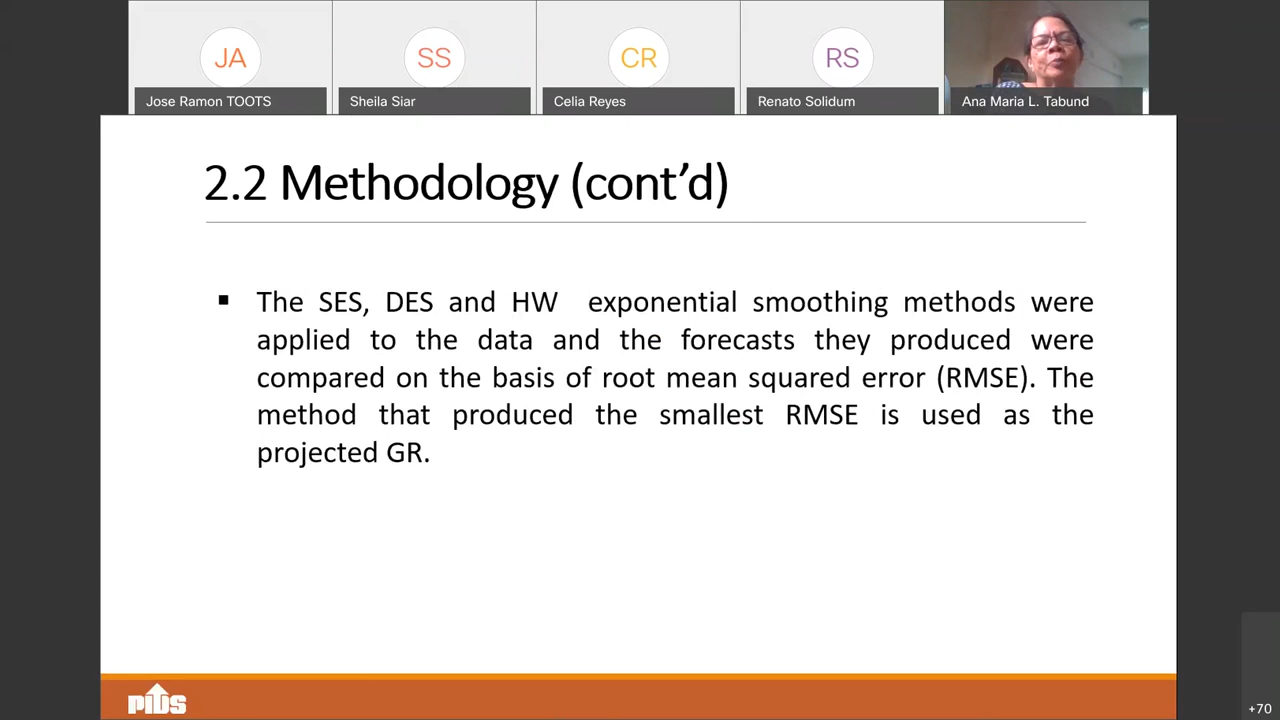 JA
SS
CR
RS
Jose Ramon TOOTS
Sheila Siar
Celia Reyes
Renato Solidum
Ana Maria L. Tabund
2.2 Methodology (cont’d)
▪ The SES, DES and HW exponential smoothing methods were
applied to the data and the forecasts they produced were
compared on the basis of root mean squared error (RMSE). The
method that produced the smallest RMSE is used as the
projected GR.
PIDS
+70